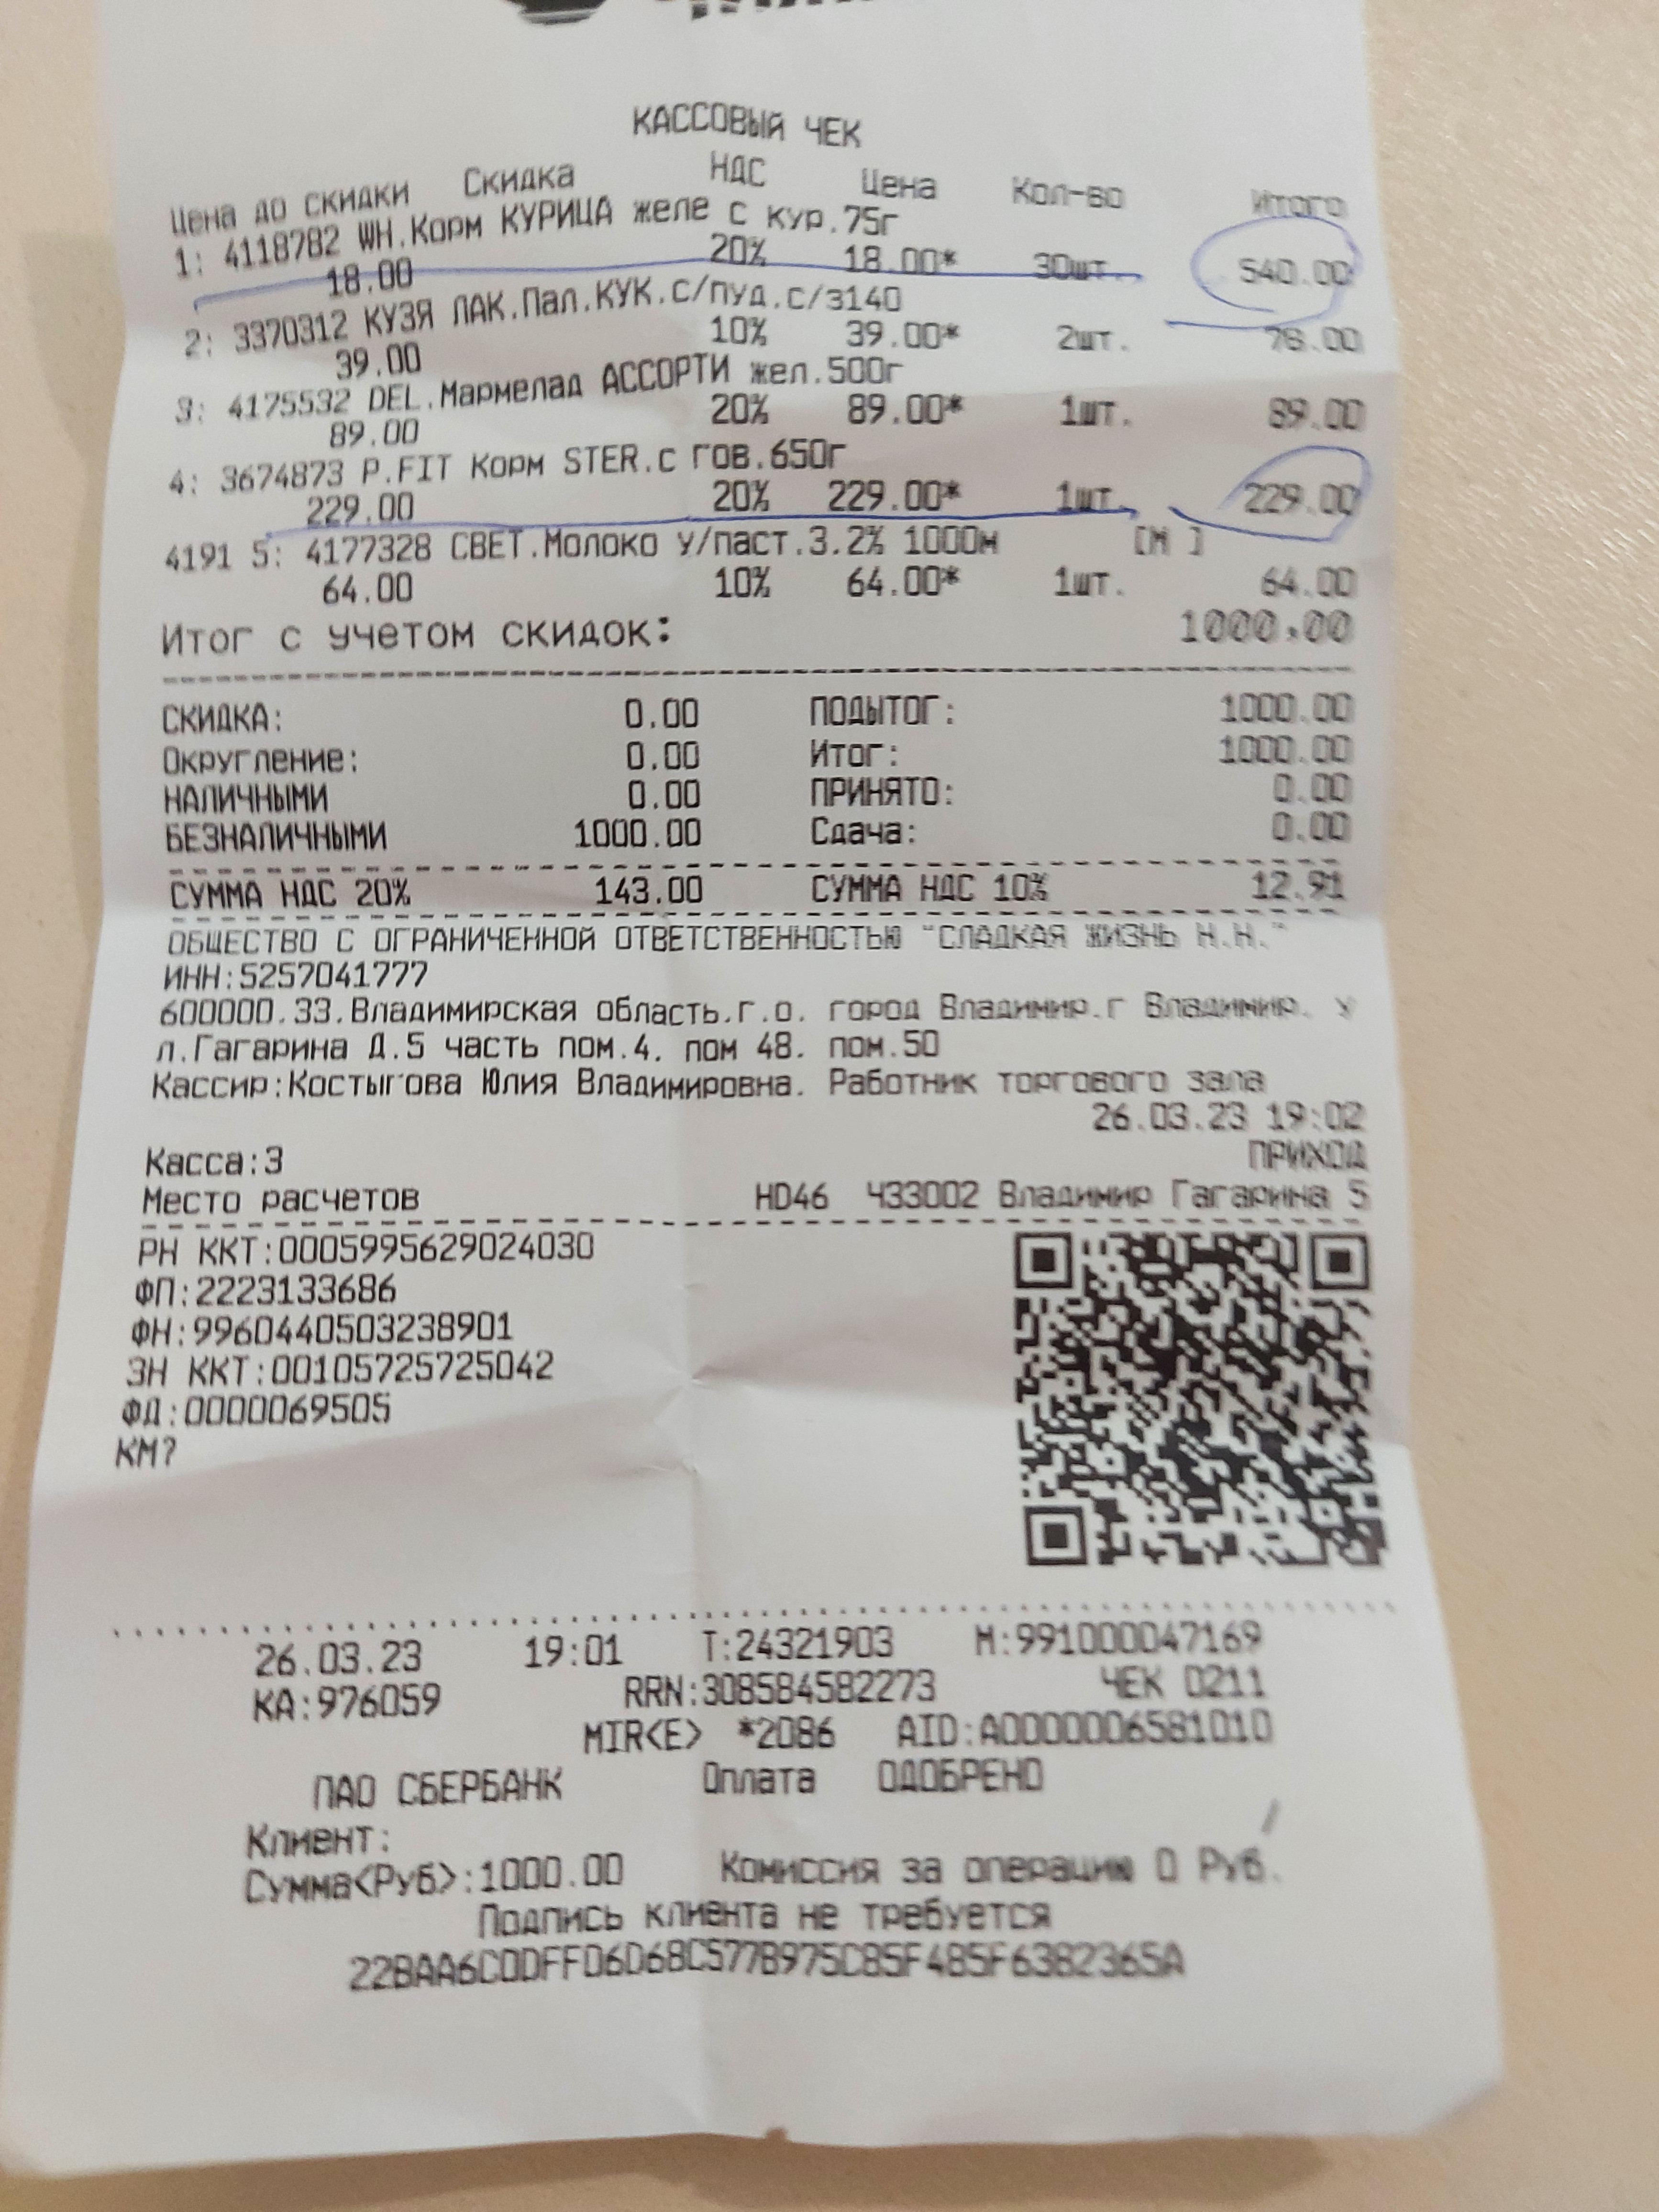 КАССОВЫЙ ЧЕК
Цена до скидки Скидка НДС Цена Кол-во Итого
1: 4118782 WH.Корм КУРИЦА желе с кур.75г
18.00 20% 18.00* 30шт. 540.00
2: 3370312 КУЗЯ ЛАК.Пал.КУК.с/пуд.с/з140
39.00 10% 39.00* 2шт. 78.00
3: 4175532 DEL.Мармелад АССОРТИ жел.500г
89.00 20% 89.00* 1шт. 89.00
4: 3674873 P.FIT Корм STER.с гов.650г
229.00 20% 229.00* 1шт. 229.00
4191 5: 4177328 СВЕТ.Молоко у/паст.3.2% 1000м [М ]
64.00 10% 64.00* 1шт. 64.00
Итог с учетом скидок: 1000.00
СКИДКА: 0.00 ПОДЫТОГ: 1000.00
Округление: 0.00 Итог: 1000.00
НАЛИЧНЫМИ 0.00 ПРИНЯТО: 0.00
БЕЗНАЛИЧНЫМИ 1000.00 Сдача: 0.00
СУММА НДС 20% 143.00 СУММА НДС 10% 12.91
ОБЩЕСТВО С ОГРАНИЧЕННОЙ ОТВЕТСТВЕННОСТЬЮ "СЛАДКАЯ ЖИЗНЬ Н.Н."
ИНН:5257041777
600000.33.Владимирская область.г.о. город Владимир.г Владимир. у
л.Гагарина Д.5 часть пом.4. пом 48. пом.50
Кассир:Костыгова Юлия Владимировна. Работник торгового зала
26.03.23 19:02
Касса:3 ПРИХОД
Место расчетов HD46 433002 Владимир Гагарина 5
РН ККТ:0005995629024030
ФП:2223133686
ФН:9960440503238901
ЗН ККТ:00105725725042
ФД:0000069505
КМ?
26.03.23 19:01 Т:24321903 М:991000047169
КА:976059 RRN:308584582273 ЧЕК 0211
MIR<E> *2086 AID:A0000006581010
ПАО СБЕРБАНК Оплата ОДОБРЕНО
Клиент:
Сумма<Руб>:1000.00 Комиссия за операцию 0 Руб.
Подпись клиента не требуется
22BAA6C0DFFD6D68C577B975C85F485F6382365A